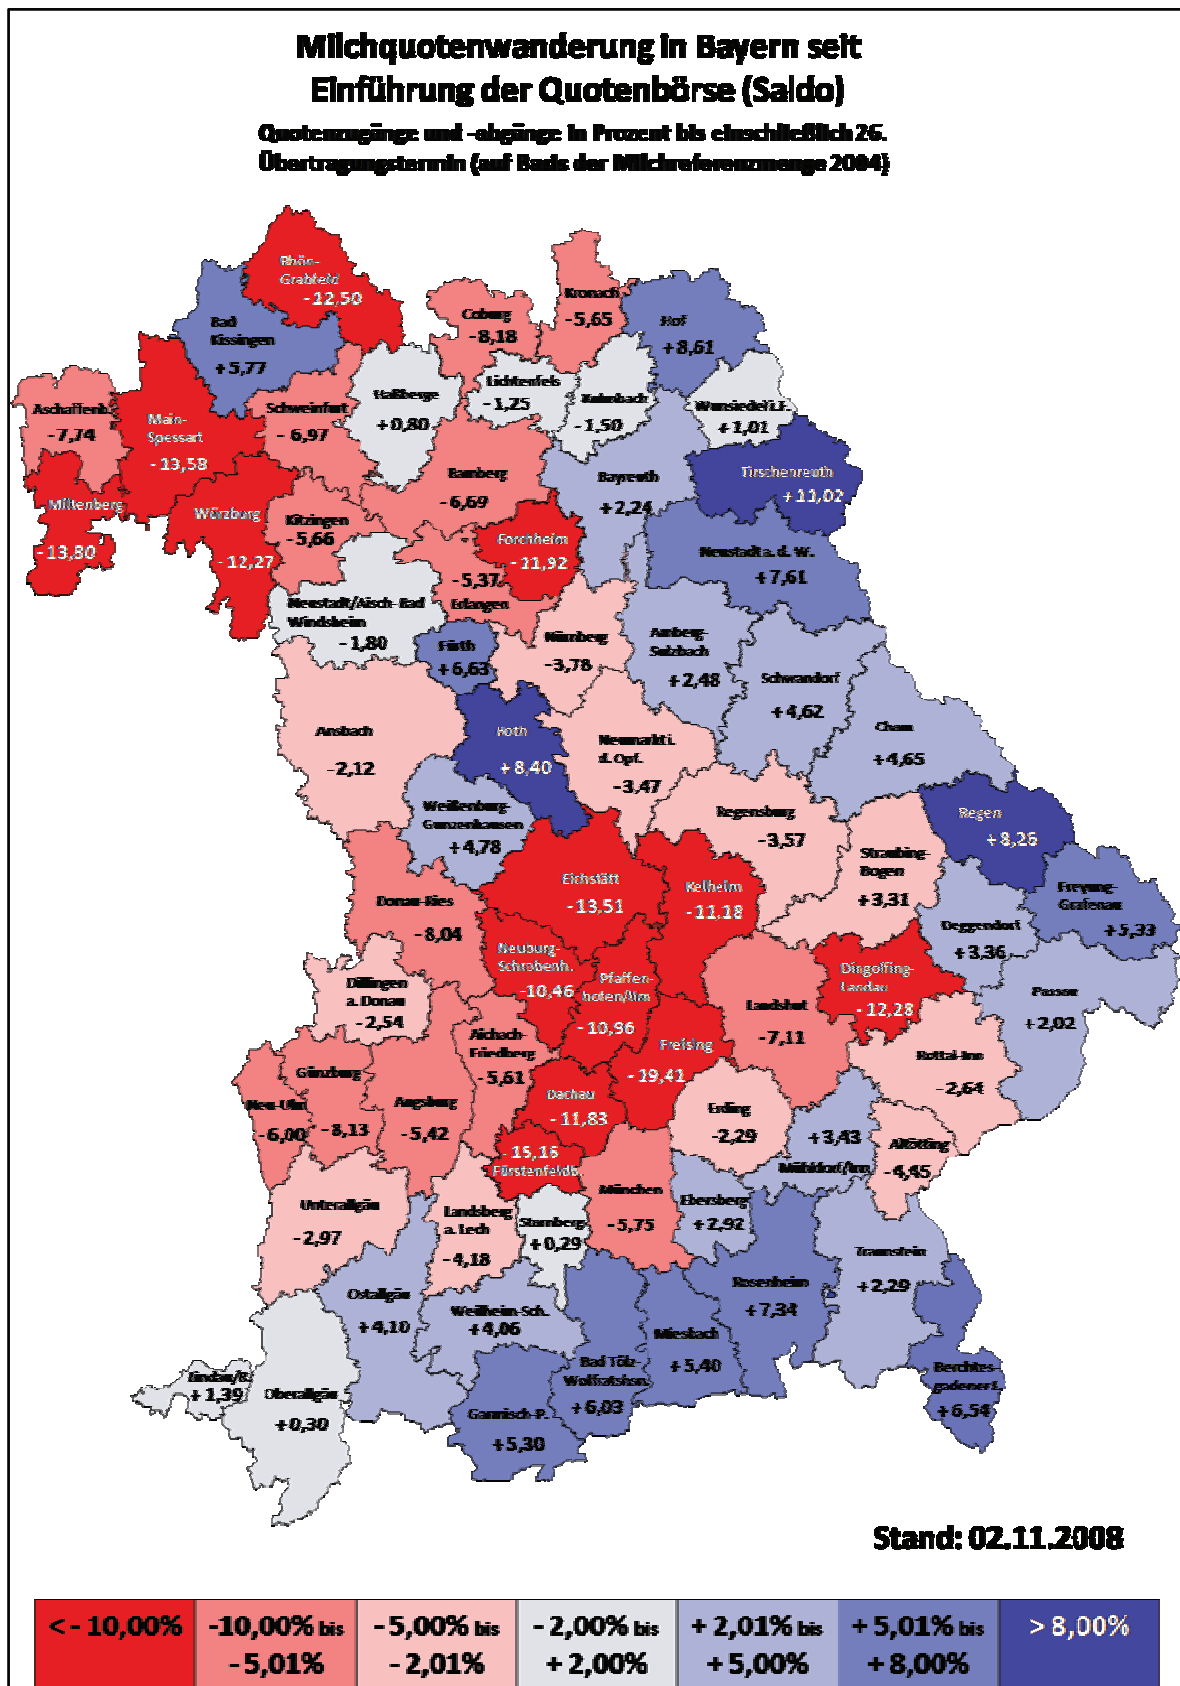 Milchquotenwanderung in Bayern seit
Einführung der Quotenbörse (Saldo)
Quotenzugänge und -abgänge in Prozent bis einschließlich 26.
Übertragungstermin (auf Basis der Milchreferenzmenge 2004)
Rhön-
Grabfeld
- 12,50
Bad
Kissingen
+ 5,77
Coburg
- 8,18
Kronach
- 5,65
Hof
+ 8,61
Lichtenfels
- 1,25
Kulmbach
- 1,50
Wunsiedel i.F.
+ 1,01
Aschaffenb.
- 7,74
Main-
Spessart
- 13,58
Schweinfurt
- 6,97
Haßberge
+ 0,80
Bamberg
- 6,69
Bayreuth
+ 2,24
Tirschenreuth
+ 11,02
Miltenberg
- 13,80
Würzburg
- 12,27
Kitzingen
- 5,66
Forchheim
- 11,92
- 5,37
Erlangen
Neustadt a. d. W.
+ 7,61
Neustadt/Aisch- Bad
Windsheim
- 1,80
Fürth
+ 6,63
Nürnberg
- 3,78
Amberg-
Sulzbach
+ 2,48
Schwandorf
+ 4,62
Cham
+ 4,65
Ansbach
- 2,12
Roth
+ 8,40
Neumarkt i.
d. Opf.
- 3,47
Weißenburg-
Gunzenhausen
+ 4,78
Regensburg
- 3,57
Straubing-
Bogen
+ 3,31
Regen
+ 8,26
Freyung-
Grafenau
+ 5,33
Eichstätt
- 13,51
Kelheim
- 11,18
Deggendorf
+ 3,36
Donau-Ries
- 8,04
Neuburg-
Schrobenh.
- 10,46
Pfaffen-
hofen/Ilm
- 10,96
Dingolfing-
Landau
- 12,28
Passau
+ 2,02
Dillingen
a. Donau
- 2,54
Landshut
- 7,11
Aichach-
Friedberg
- 5,61
Freising
- 19,41
Rottal-Inn
- 2,64
Neu-Ulm
- 6,00
Günzburg
- 8,13
Augsburg
- 5,42
Dachau
- 11,83
Erding
- 2,29
+ 3,43
Mühldorf/Inn
Altötting
- 4,45
- 15,16
Fürstenfeldb.
München
- 5,75
Ebersberg
+ 2,92
Unterallgäu
- 2,97
Landsberg
a. Lech
- 4,18
Starnberg
+ 0,29
Rosenheim
+ 7,34
Traunstein
+ 2,29
Ostallgäu
+ 4,10
Weilheim-Sch.
+ 4,06
Miesbach
+ 5,40
Bad Tölz-
Wolfratshsn.
+ 6,03
Berchtes-
gadener L.
+ 6,54
Lindau/B.
+ 1,39
Oberallgäu
+ 0,30
Garmisch-P.
+ 5,30
Stand: 02.11.2008
< - 10,00%
-10,00% bis
- 5,01%
- 5,00% bis
- 2,01%
- 2,00% bis
+ 2,00%
+ 2,01% bis
+ 5,00%
+ 5,01% bis
+ 8,00%
> 8,00%